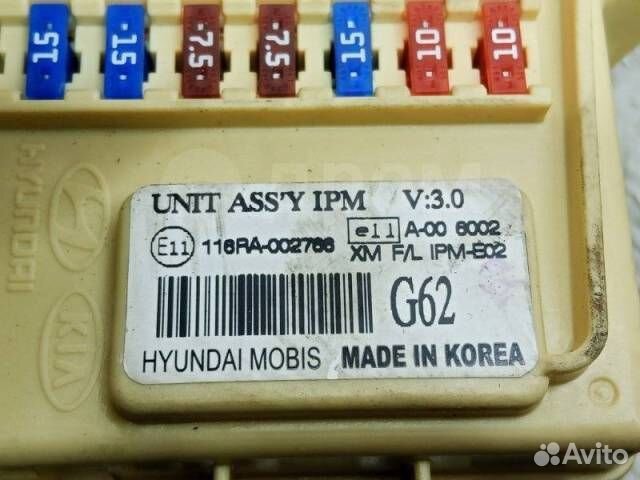 15 15 7.5 7.5 15 10 10
HYUNDAI
KIA
UNIT ASS'Y IPM V:3.0
E11 116RA-002786 e11 A-00 6002
XM F/L IPM-E02
G62
HYUNDAI MOBIS MADE IN KOREA
Avito